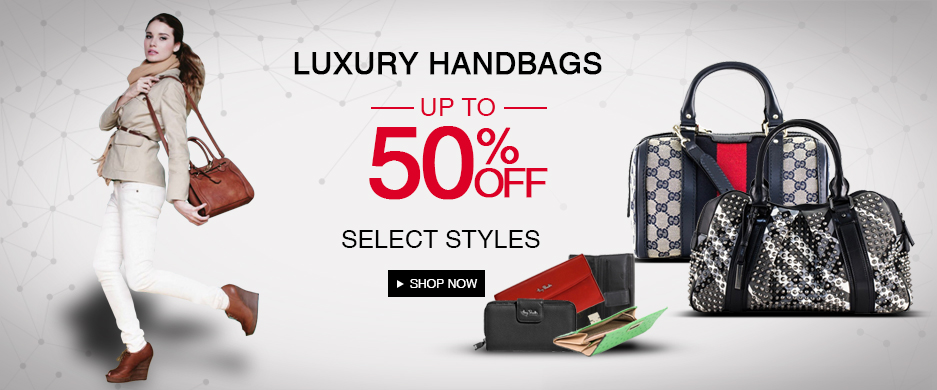 LUXURY HANDBAGS
UP TO
50% OFF
SELECT STYLES
SHOP NOW